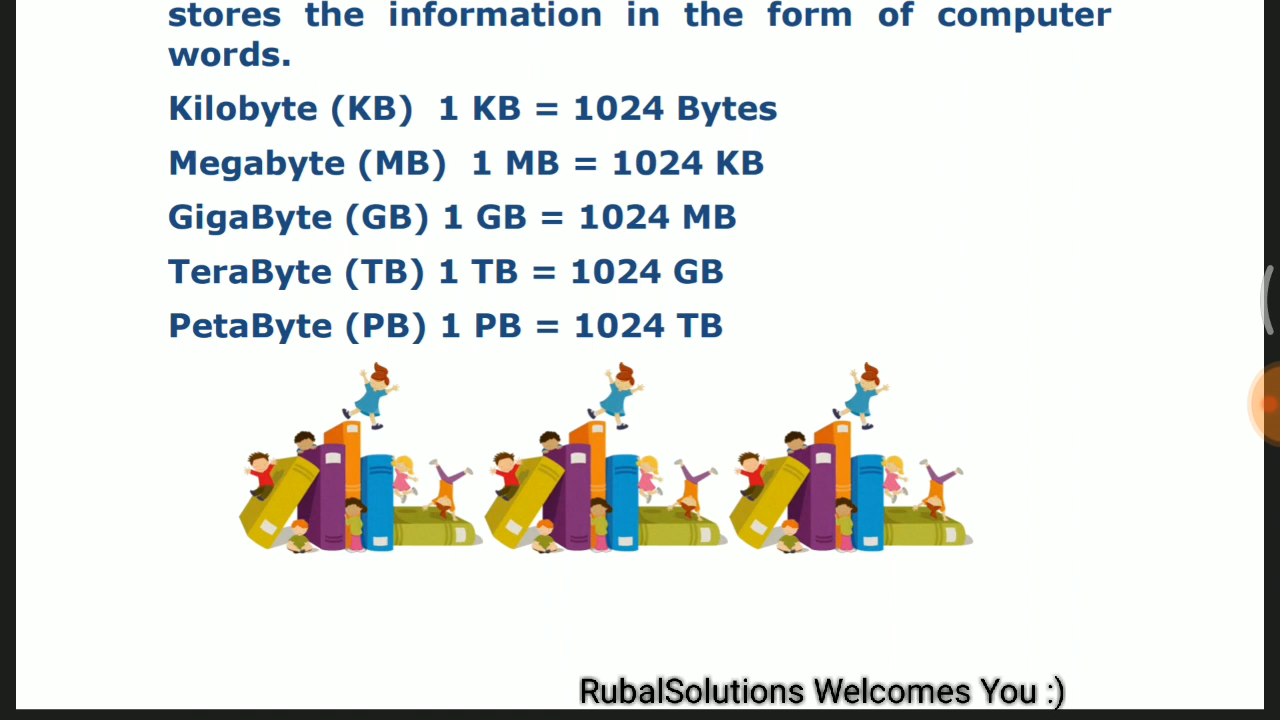 stores the information in the form of computer
words.
Kilobyte (KB) 1 KB = 1024 Bytes
Megabyte (MB) 1 MB = 1024 KB
GigaByte (GB) 1 GB = 1024 MB
TeraByte (TB) 1 TB = 1024 GB
PetaByte (PB) 1 PB = 1024 TB
RubalSolutions Welcomes You :)